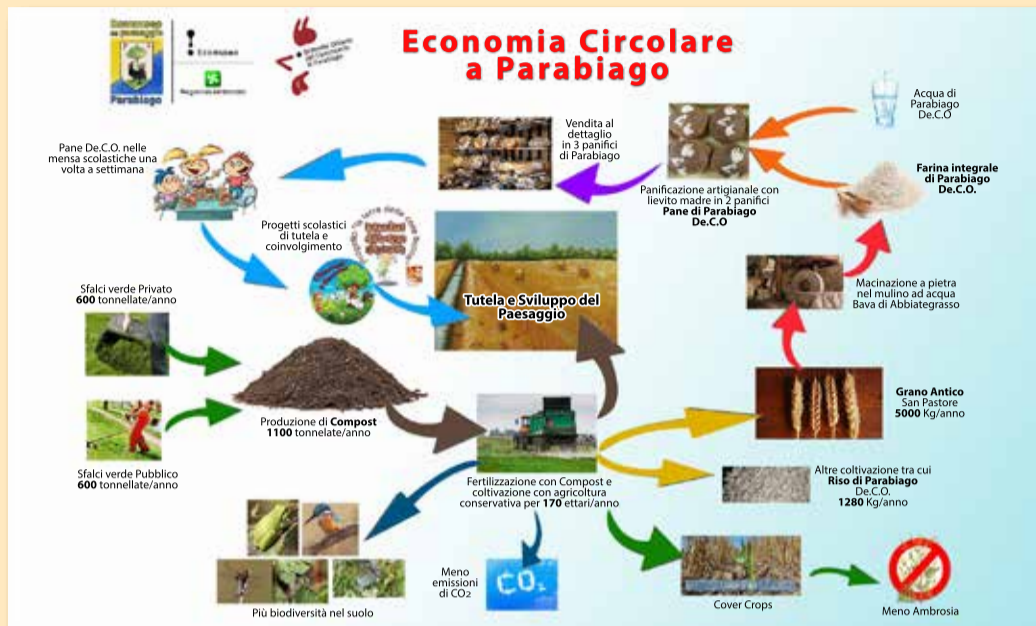 Ecomuseo
del paesaggio
Parabiago
Ecomuseo
Economia Circolare
a Parabiago
Acqua di
Parabiago
De.C.O
Vendita al
dettaglio
in 3 panifici
di Parabiago
Pane De.C.O. nelle
mensa scolastiche una
volta a settimana
Farina integrale
di Parabiago
De.C.O.
Panificazione artigianale con
lievito madre in 2 panifici
Pane di Parabiago
De.C.O
Progetti scolastici
di tutela e
coinvolgimento
Macinazione a pietra
nel mulino ad acqua
Bava di Abbiategrasso
Sfalci verde Privato
600 tonnellate/anno
Tutela e Sviluppo del
Paesaggio
Grano Antico
San Pastore
5000 Kg/anno
Produzione di Compost
1100 tonnelate/anno
Sfalci verde Pubblico
600 tonnellate/anno
Fertilizzazione con Compost e
coltivazione con agricoltura
conservativa per 170 ettari/anno
Altre coltivazione tra cui
Riso di Parabiago
De.C.O.
1280 Kg/anno
Meno
emissioni
di CO2
CO2
Più biodiversità nel suolo
Cover Crops
Meno Ambrosia